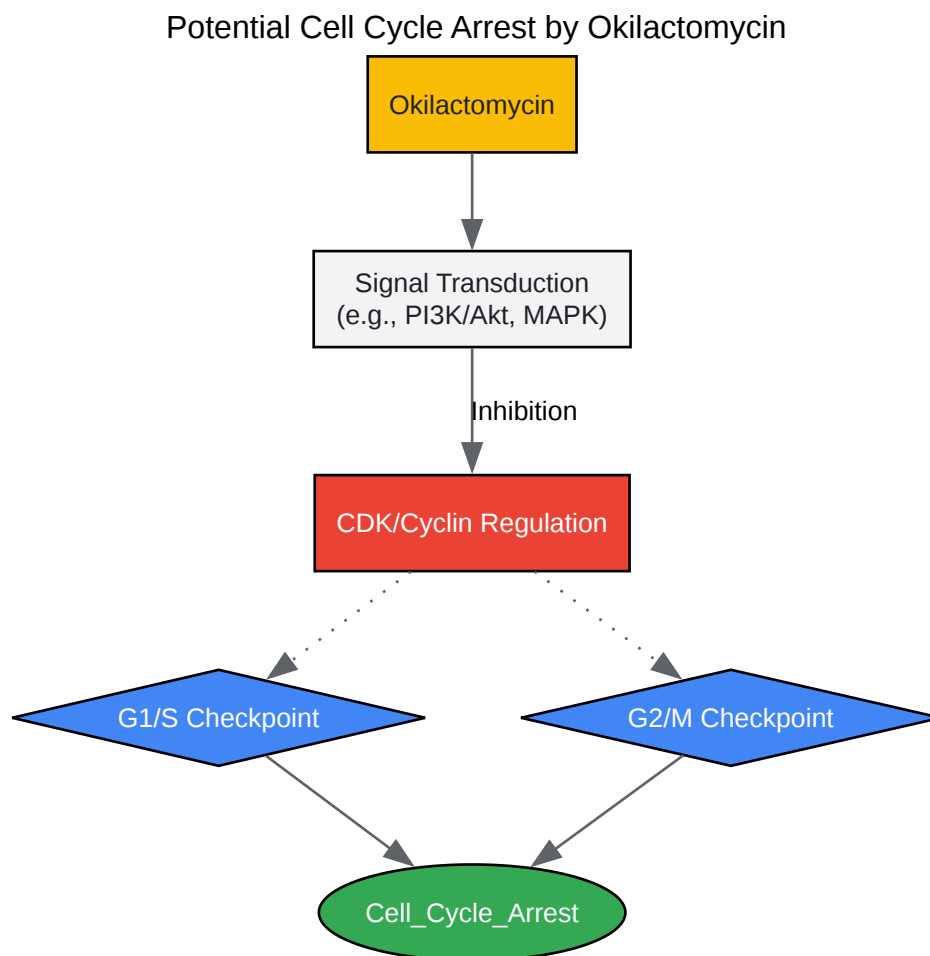 Potential Cell Cycle Arrest by Okilactomycin
Okilactomycin
Signal Transduction
(e.g., PI3K/Akt, MAPK)
Inhibition
CDK/Cyclin Regulation
G1/S Checkpoint
G2/M Checkpoint
Cell_Cycle_Arrest